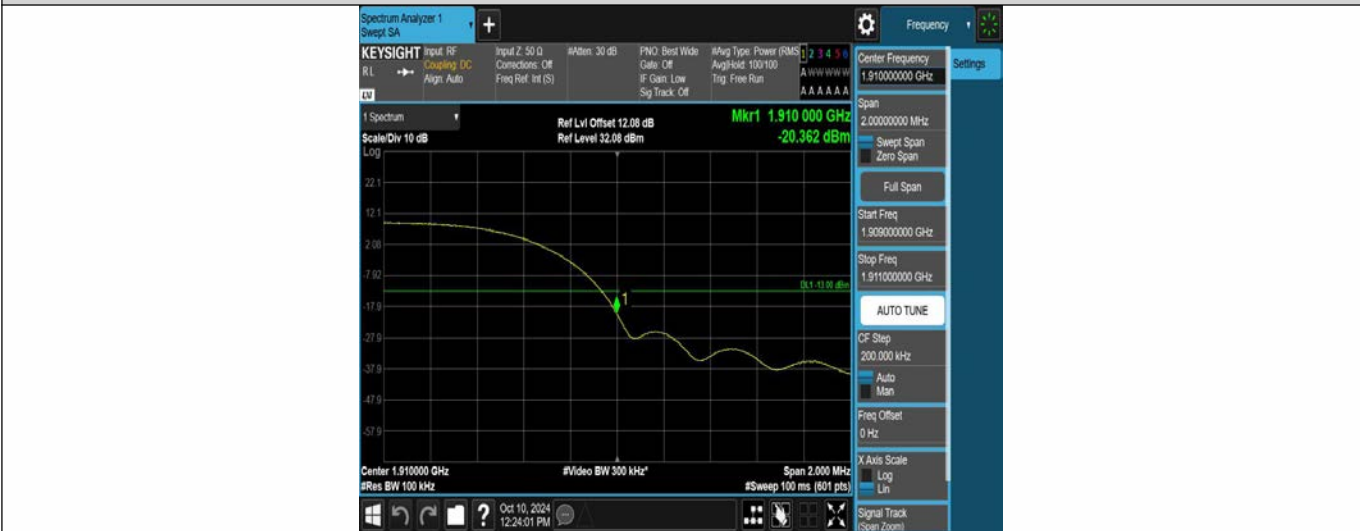 Spectrum Analyzer 1
Swept SA
+
Frequency
KEYSIGHT
RL
Input: RF
Coupling: DC
Align: Auto
Input Z: 50 Ω
Corrections: Off
Freq Ref: Int (S)
#Atten: 30 dB
PNO: Best Wide
Gate: Off
IF Gain: Low
Sig Track: Off
#Avg Type: Power (RMS
Avg|Hold: 100/100
Trig: Free Run
1 2 3 4 5 6
A W W W W W
A A A A A A
Center Frequency
1.910000000 GHz
Settings
Span
2.00000000 MHz
Swept Span
Zero Span
Full Span
Start Freq
1.909000000 GHz
Stop Freq
1.911000000 GHz
AUTO TUNE
CF Step
200.000 kHz
Auto
Man
Freq Offset
0 Hz
X Axis Scale
Log
Lin
Signal Track
(Span Zoom)
1 Spectrum
Scale/Div 10 dB
Log
Ref Lvl Offset 12.08 dB
Ref Level 32.08 dBm
Mkr1 1.910 000 GHz
-20.362 dBm
22.1
12.1
2.08
-7.92
-17.9
-27.9
-37.9
-47.9
-57.9
DL1 -13.00 dBm
1
Center 1.910000 GHz
#Res BW 100 kHz
#Video BW 300 kHz*
Span 2.000 MHz
#Sweep 100 ms (601 pts)
?
Oct 10, 2024
12:24:01 PM